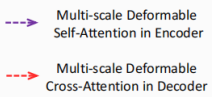 Multi-scale Deformable
Self-Attention in Encoder
Multi-scale Deformable
Cross-Attention in Decoder